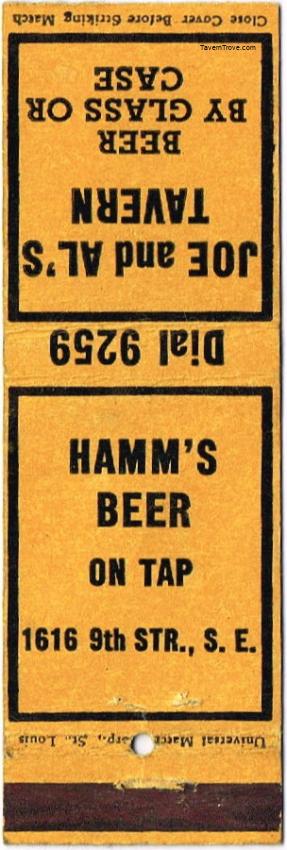 Close Cover Before Striking Match
TavernTrove.com
JOE and AL'S
TAVERN
BEER
BY GLASS OR
CASE
Dial 9259
HAMM'S
BEER
ON TAP
1616 9th STR., S. E.
Universal Match Corp., St. Louis